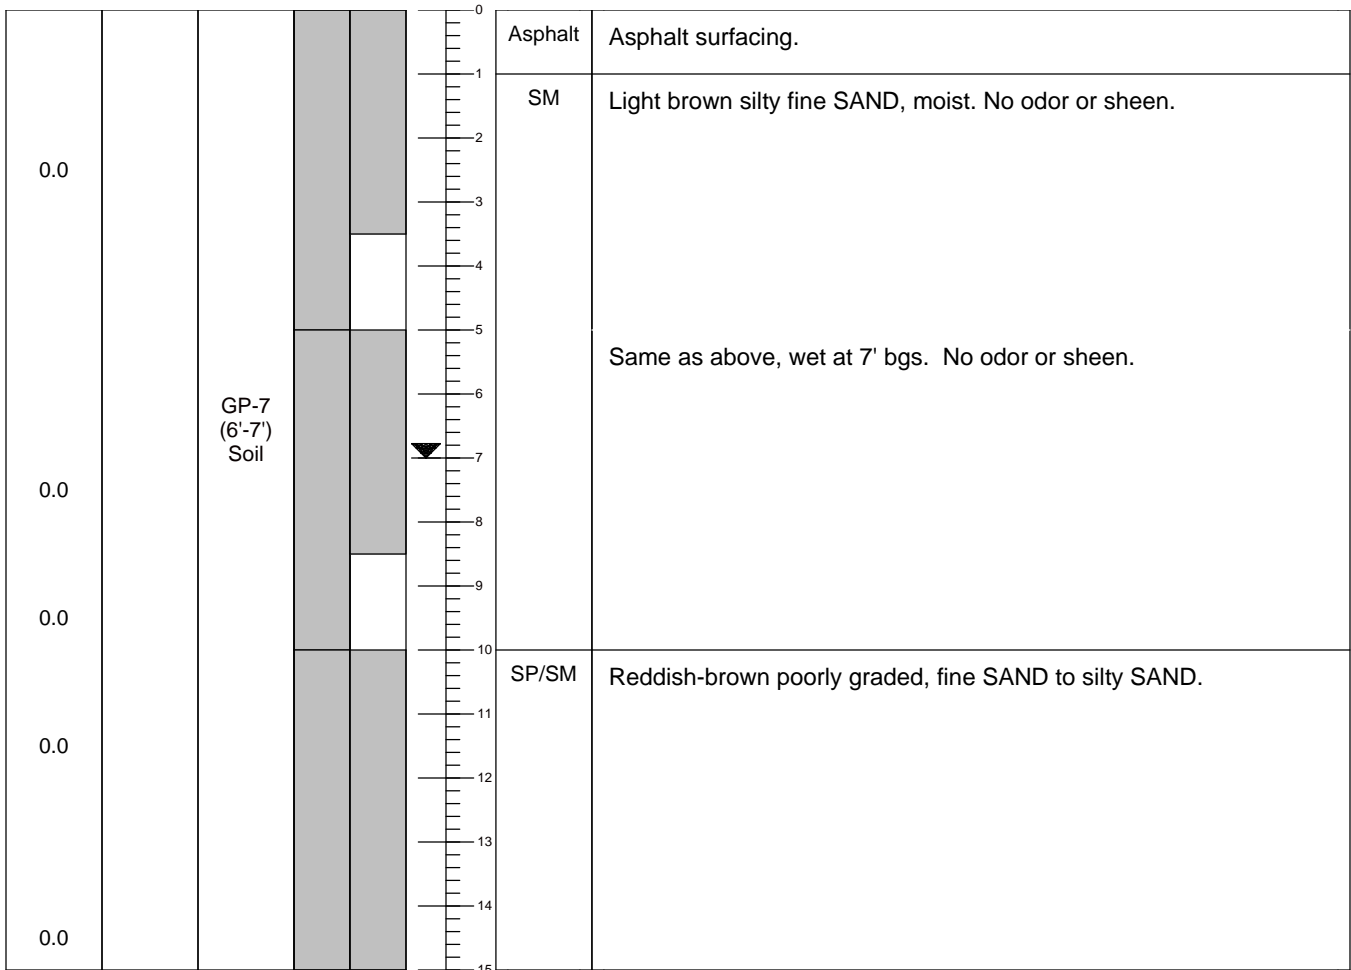 0
Asphalt
Asphalt surfacing.
1
SM
Light brown silty fine SAND, moist. No odor or sheen.
2
0.0
3
4
5
Same as above, wet at 7' bgs.  No odor or sheen.
6
GP-7
(6'-7')
Soil
7
0.0
8
9
0.0
10
SP/SM
Reddish-brown poorly graded, fine SAND to silty SAND.
11
0.0
12
13
14
0.0
15